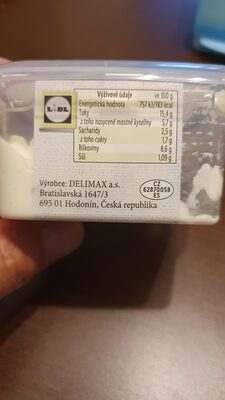 LIDL
Výživové údaje ve 100 g
Energetická hodnota 757 kJ/183 kcal
Tuky 15,4 g
z toho nasycené mastné kyseliny 5,7 g
Sacharidy 2,5 g
z toho cukry 1,7 g
Bílkoviny 8,6 g
Sůl 1,09 g
Výrobce: DELIMAX a.s.
Bratislavská 1647/3
695 01 Hodonín, Česká republika
CZ
62870058
ES